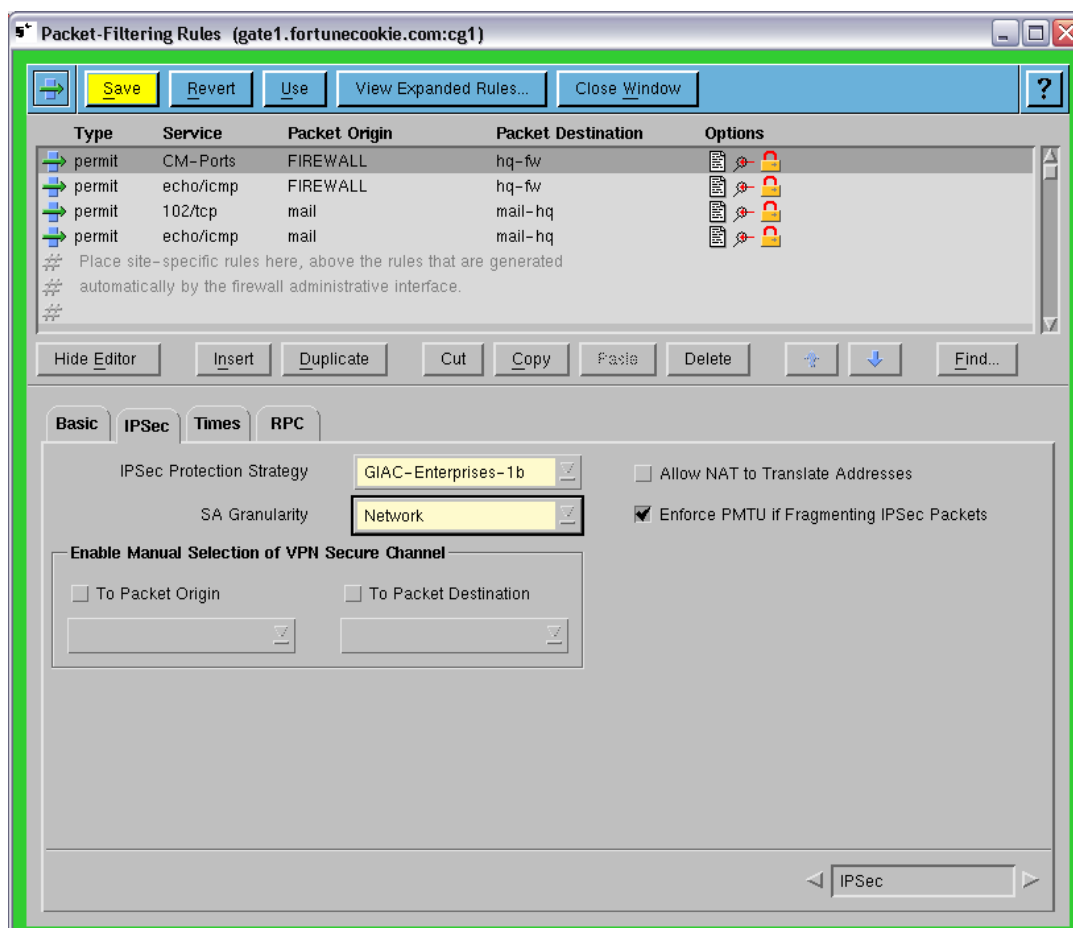 Packet-Filtering Rules (gate1.fortunecookie.com:cg1)
Save Revert Use View Expanded Rules... Close Window ?
Type Service Packet Origin Packet Destination Options
permit CM-Ports FIREWALL hq-fw
permit echo/icmp FIREWALL hq-fw
permit 102/tcp mail mail-hq
permit echo/icmp mail mail-hq
# Place site-specific rules here, above the rules that are generated
# automatically by the firewall administrative interface.
#
Hide Editor Insert Duplicate Cut Copy Paste Delete Find...
Basic IPSec Times RPC
IPSec Protection Strategy GIAC-Enterprises-1b Allow NAT to Translate Addresses
SA Granularity Network Enforce PMTU if Fragmenting IPSec Packets
Enable Manual Selection of VPN Secure Channel
To Packet Origin To Packet Destination
IPSec